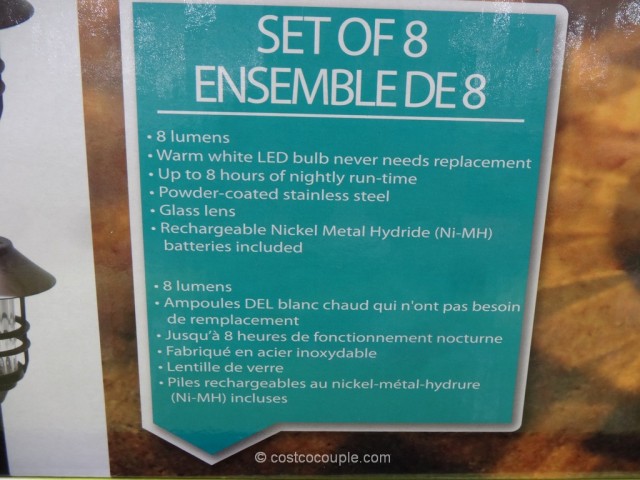 SET OF 8
ENSEMBLE DE 8
• 8 lumens
• Warm white LED bulb never needs replacement
• Up to 8 hours of nightly run-time
• Powder-coated stainless steel
• Glass lens
• Rechargeable Nickel Metal Hydride (Ni-MH)
batteries included
• 8 lumens
• Ampoules DEL blanc chaud qui n'ont pas besoin
de remplacement
• Jusqu'à 8 heures de fonctionnement nocturne
• Fabriqué en acier inoxydable
• Lentille de verre
• Piles rechargeables au nickel-métal-hydrure
(Ni-MH) incluses
© costcocouple.com